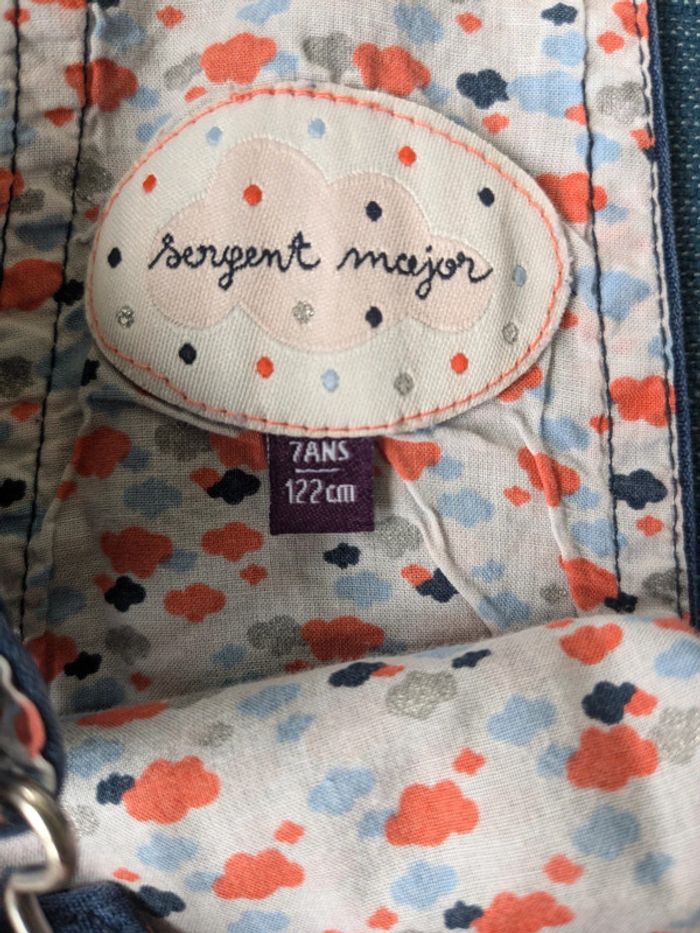 sergent major
7ANS
122cm